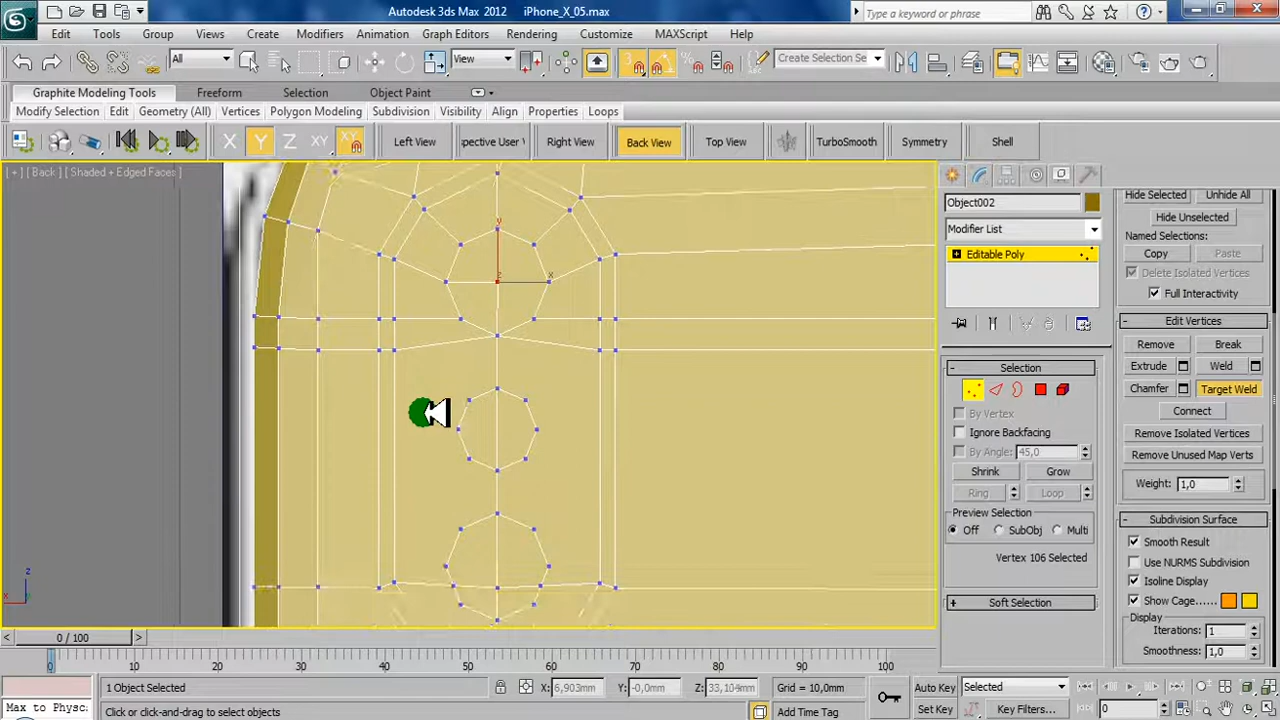 Autodesk 3ds Max 2012 iPhone_X_05.max
Type a keyword or phrase
Edit Tools Group Views Create Modifiers Animation Graph Editors Rendering Customize MAXScript Help
All View Create Selection Se
Graphite Modeling Tools Freeform Selection Object Paint
Modify Selection Edit Geometry (All) Vertices Polygon Modeling Subdivision Visibility Align Properties Loops
X Y Z XY XY Left View pective User V Right View Back View Top View TurboSmooth Symmetry Shell
[ + ] [ Back ] [ Shaded + Edged Faces ]
Object002
Modifier List
Editable Poly
Selection
By Vertex
Ignore Backfacing
By Angle: 45,0
Shrink Grow
Ring Loop
Preview Selection
Off SubObj Multi
Vertex 106 Selected
Soft Selection
Hide Selected Unhide All
Hide Unselected
Named Selections:
Copy Paste
Delete Isolated Vertices
Full Interactivity
Edit Vertices
Remove Break
Extrude Weld
Chamfer Target Weld
Connect
Remove Isolated Vertices
Remove Unused Map Verts
Weight: 1,0
Subdivision Surface
Smooth Result
Use NURMS Subdivision
Isoline Display
Show Cage......
Display
Iterations: 1
Smoothness: 1,0
y
z x
z
x
0 / 100
0 10 20 30 40 50 60 70 80 90 100
1 Object Selected X: 6,903mm Y: -0,0mm Z: 33,104mm Grid = 10,0mm Auto Key Selected
Max to Physc
Click or click-and-drag to select objects Add Time Tag Set Key Key Filters... 0